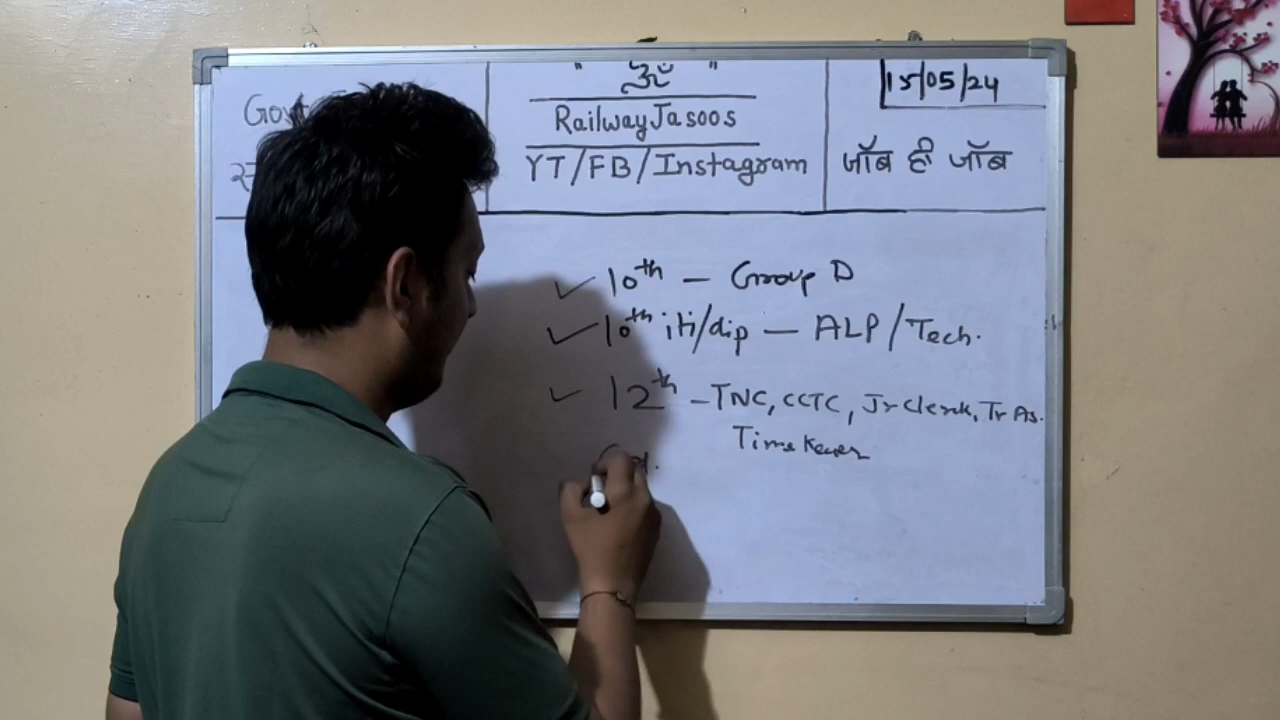 " ॐ "
RailwayJasoos
YT/FB/Instagram
15/05/24
जॉब ही जॉब
10th — Group D
10th iti/dip — ALP/Tech.
12th — TNC, CCTC, Jr Clerk, Tr As.
Time Keeper